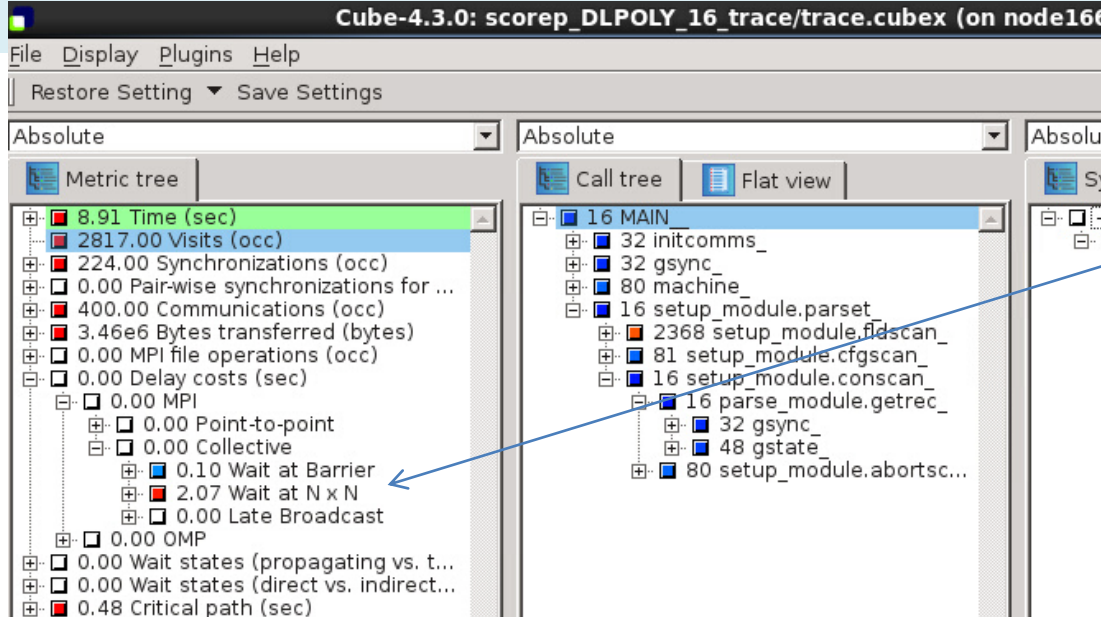 Cube-4.3.0: scorep_DLPOLY_16_trace/trace.cubex (on node166
File Display Plugins Help
Restore Setting Save Settings
Absolute
Absolute
Absolu
Metric tree
Call tree
Flat view
Sy
8.91 Time (sec)
2817.00 Visits (occ)
224.00 Synchronizations (occ)
0.00 Pair-wise synchronizations for ...
400.00 Communications (occ)
3.46e6 Bytes transferred (bytes)
0.00 MPI file operations (occ)
0.00 Delay costs (sec)
0.00 MPI
0.00 Point-to-point
0.00 Collective
0.10 Wait at Barrier
2.07 Wait at N x N
0.00 Late Broadcast
0.00 OMP
0.00 Wait states (propagating vs. t...
0.00 Wait states (direct vs. indirect...
0.48 Critical path (sec)
16 MAIN__
32 initcomms_
32 gsync_
80 machine_
16 setup_module.parset_
2368 setup_module.fldscan_
81 setup_module.cfgscan_
16 setup_module.conscan_
16 parse_module.getrec_
32 gsync_
48 gstate_
80 setup_module.abortsc...